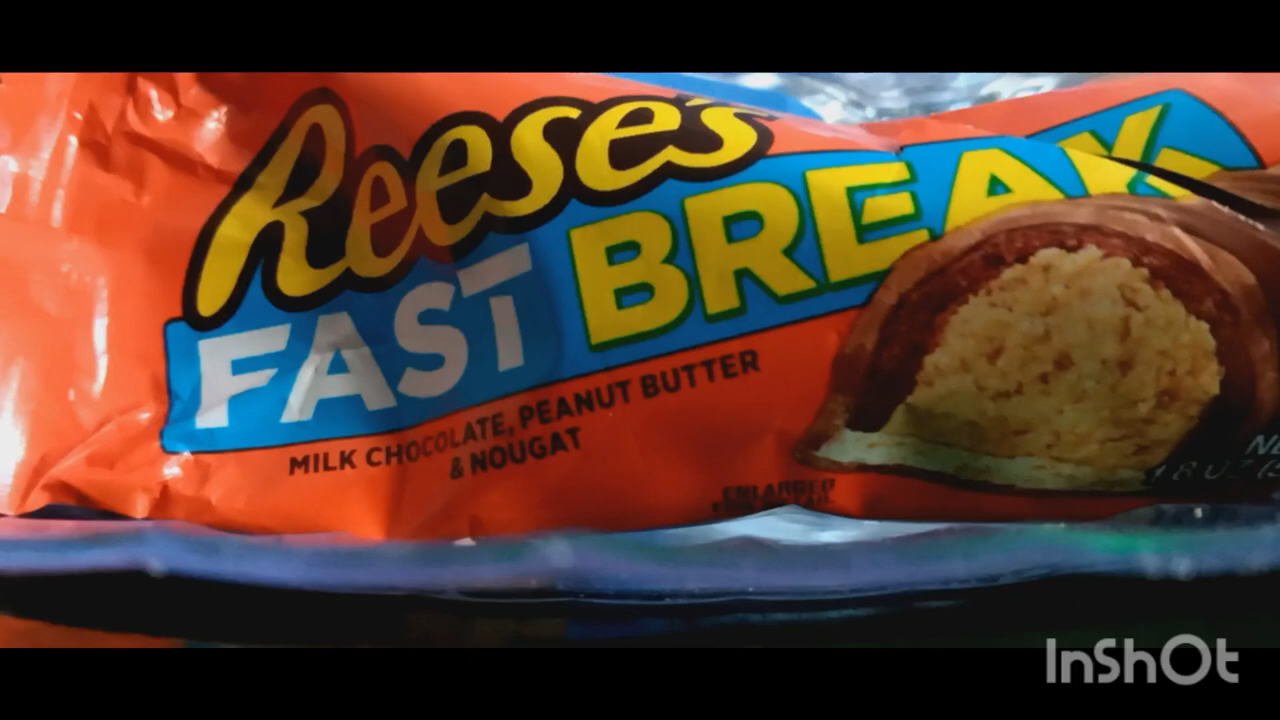 Reese's
FAST BREAK
MILK CHOCOLATE, PEANUT BUTTER
& NOUGAT
ENLARGED
InShOt